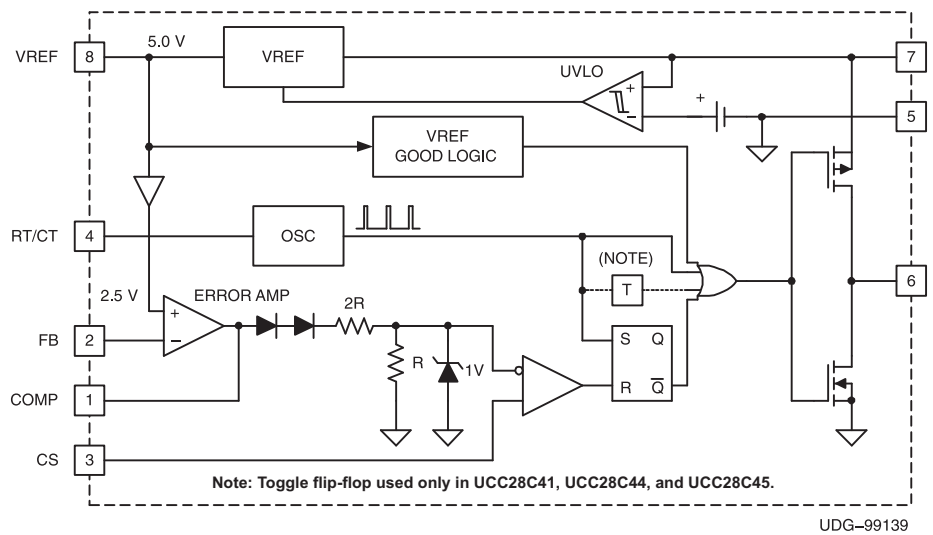 5.0 V
VREF 8 VREF 7
UVLO
+
+
−
5
VREF
GOOD LOGIC
RT/CT 4 OSC
(NOTE)
T
6
2.5 V
ERROR AMP
2R
+
−
FB 2
R
1V
S Q
R Q̅
COMP 1
CS 3
Note: Toggle flip-flop used only in UCC28C41, UCC28C44, and UCC28C45.
UDG−99139